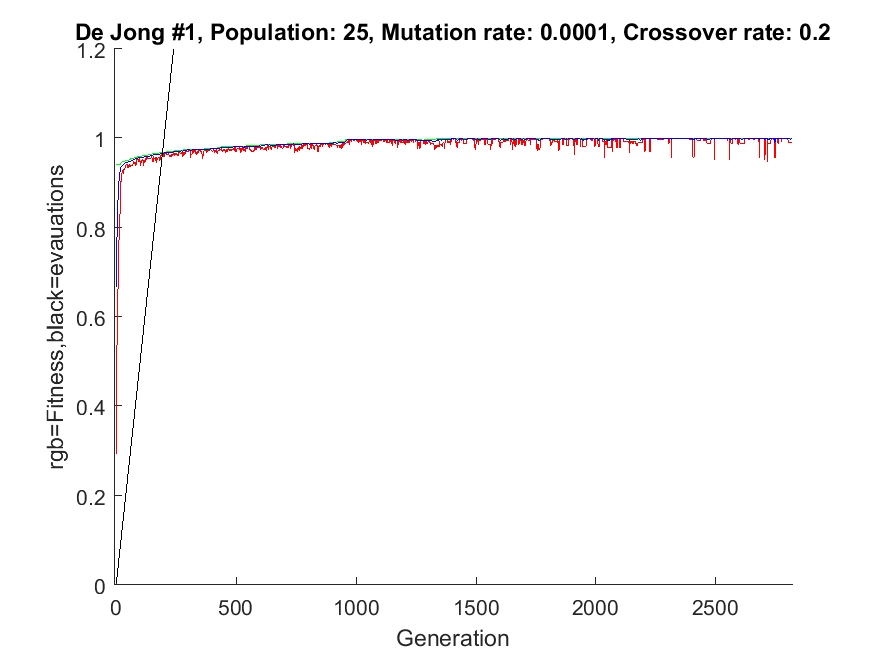 De Jong #1, Population: 25, Mutation rate: 0.0001, Crossover rate: 0.2
1.2
1
0.8
0.6
0.4
0.2
0
rgb=Fitness,black=evauations
0 500 1000 1500 2000 2500
Generation